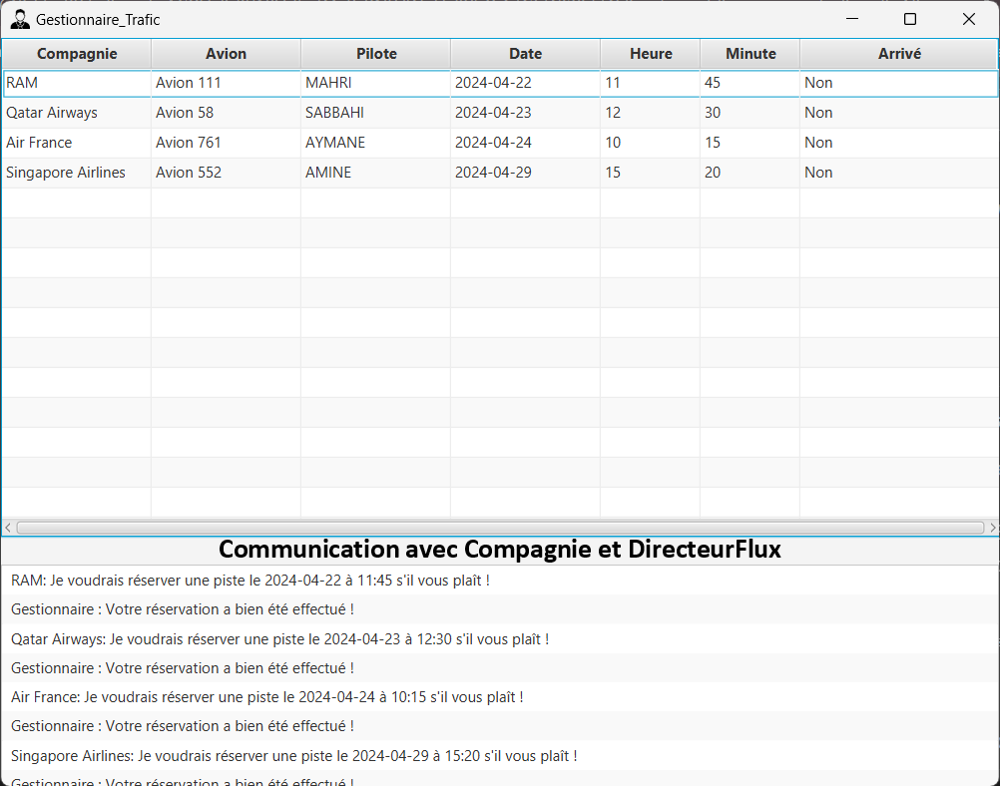 Gestionnaire_Trafic
Compagnie Avion Pilote Date Heure Minute Arrivé
RAM Avion 111 MAHRI 2024-04-22 11 45 Non
Qatar Airways Avion 58 SABBAHI 2024-04-23 12 30 Non
Air France Avion 761 AYMANE 2024-04-24 10 15 Non
Singapore Airlines Avion 552 AMINE 2024-04-29 15 20 Non
Communication avec Compagnie et DirecteurFlux
RAM: Je voudrais réserver une piste le 2024-04-22 à 11:45 s'il vous plaît !
Gestionnaire : Votre réservation a bien été effectué !
Qatar Airways: Je voudrais réserver une piste le 2024-04-23 à 12:30 s'il vous plaît !
Gestionnaire : Votre réservation a bien été effectué !
Air France: Je voudrais réserver une piste le 2024-04-24 à 10:15 s'il vous plaît !
Gestionnaire : Votre réservation a bien été effectué !
Singapore Airlines: Je voudrais réserver une piste le 2024-04-29 à 15:20 s'il vous plaît !
Gestionnaire : Votre réservation a bien été effectué !